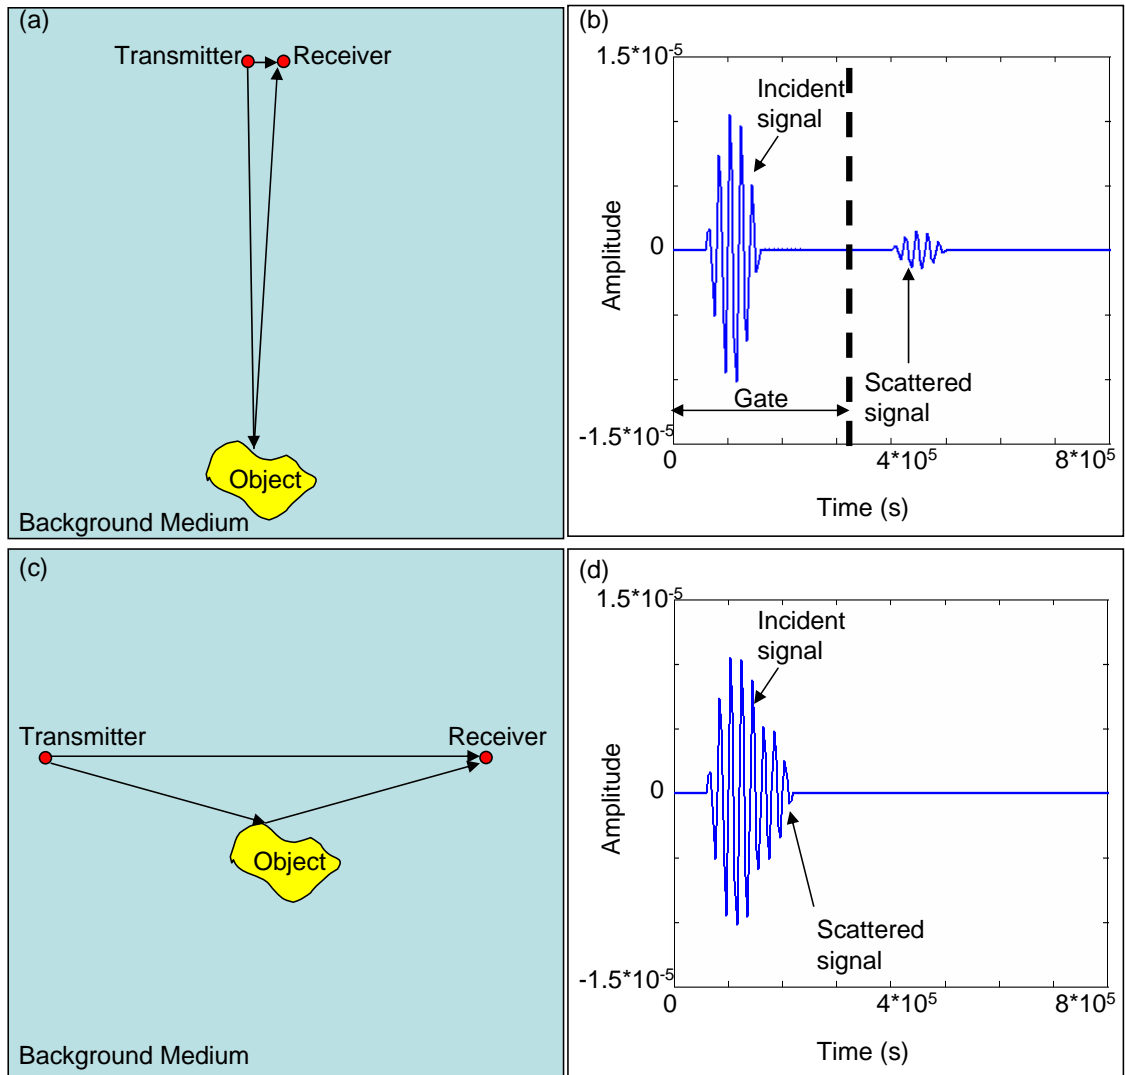 (a)
Transmitter
Receiver
Object
Background Medium
(b)
1.5*10⁻⁵
Incident
signal
Amplitude
0
Gate
Scattered
signal
-1.5*10⁻⁵
0
4*10⁵
8*10⁵
Time (s)
(c)
Transmitter
Receiver
Object
Background Medium
(d)
1.5*10⁻⁵
Incident
signal
Amplitude
0
Scattered
signal
-1.5*10⁻⁵
0
4*10⁵
8*10⁵
Time (s)